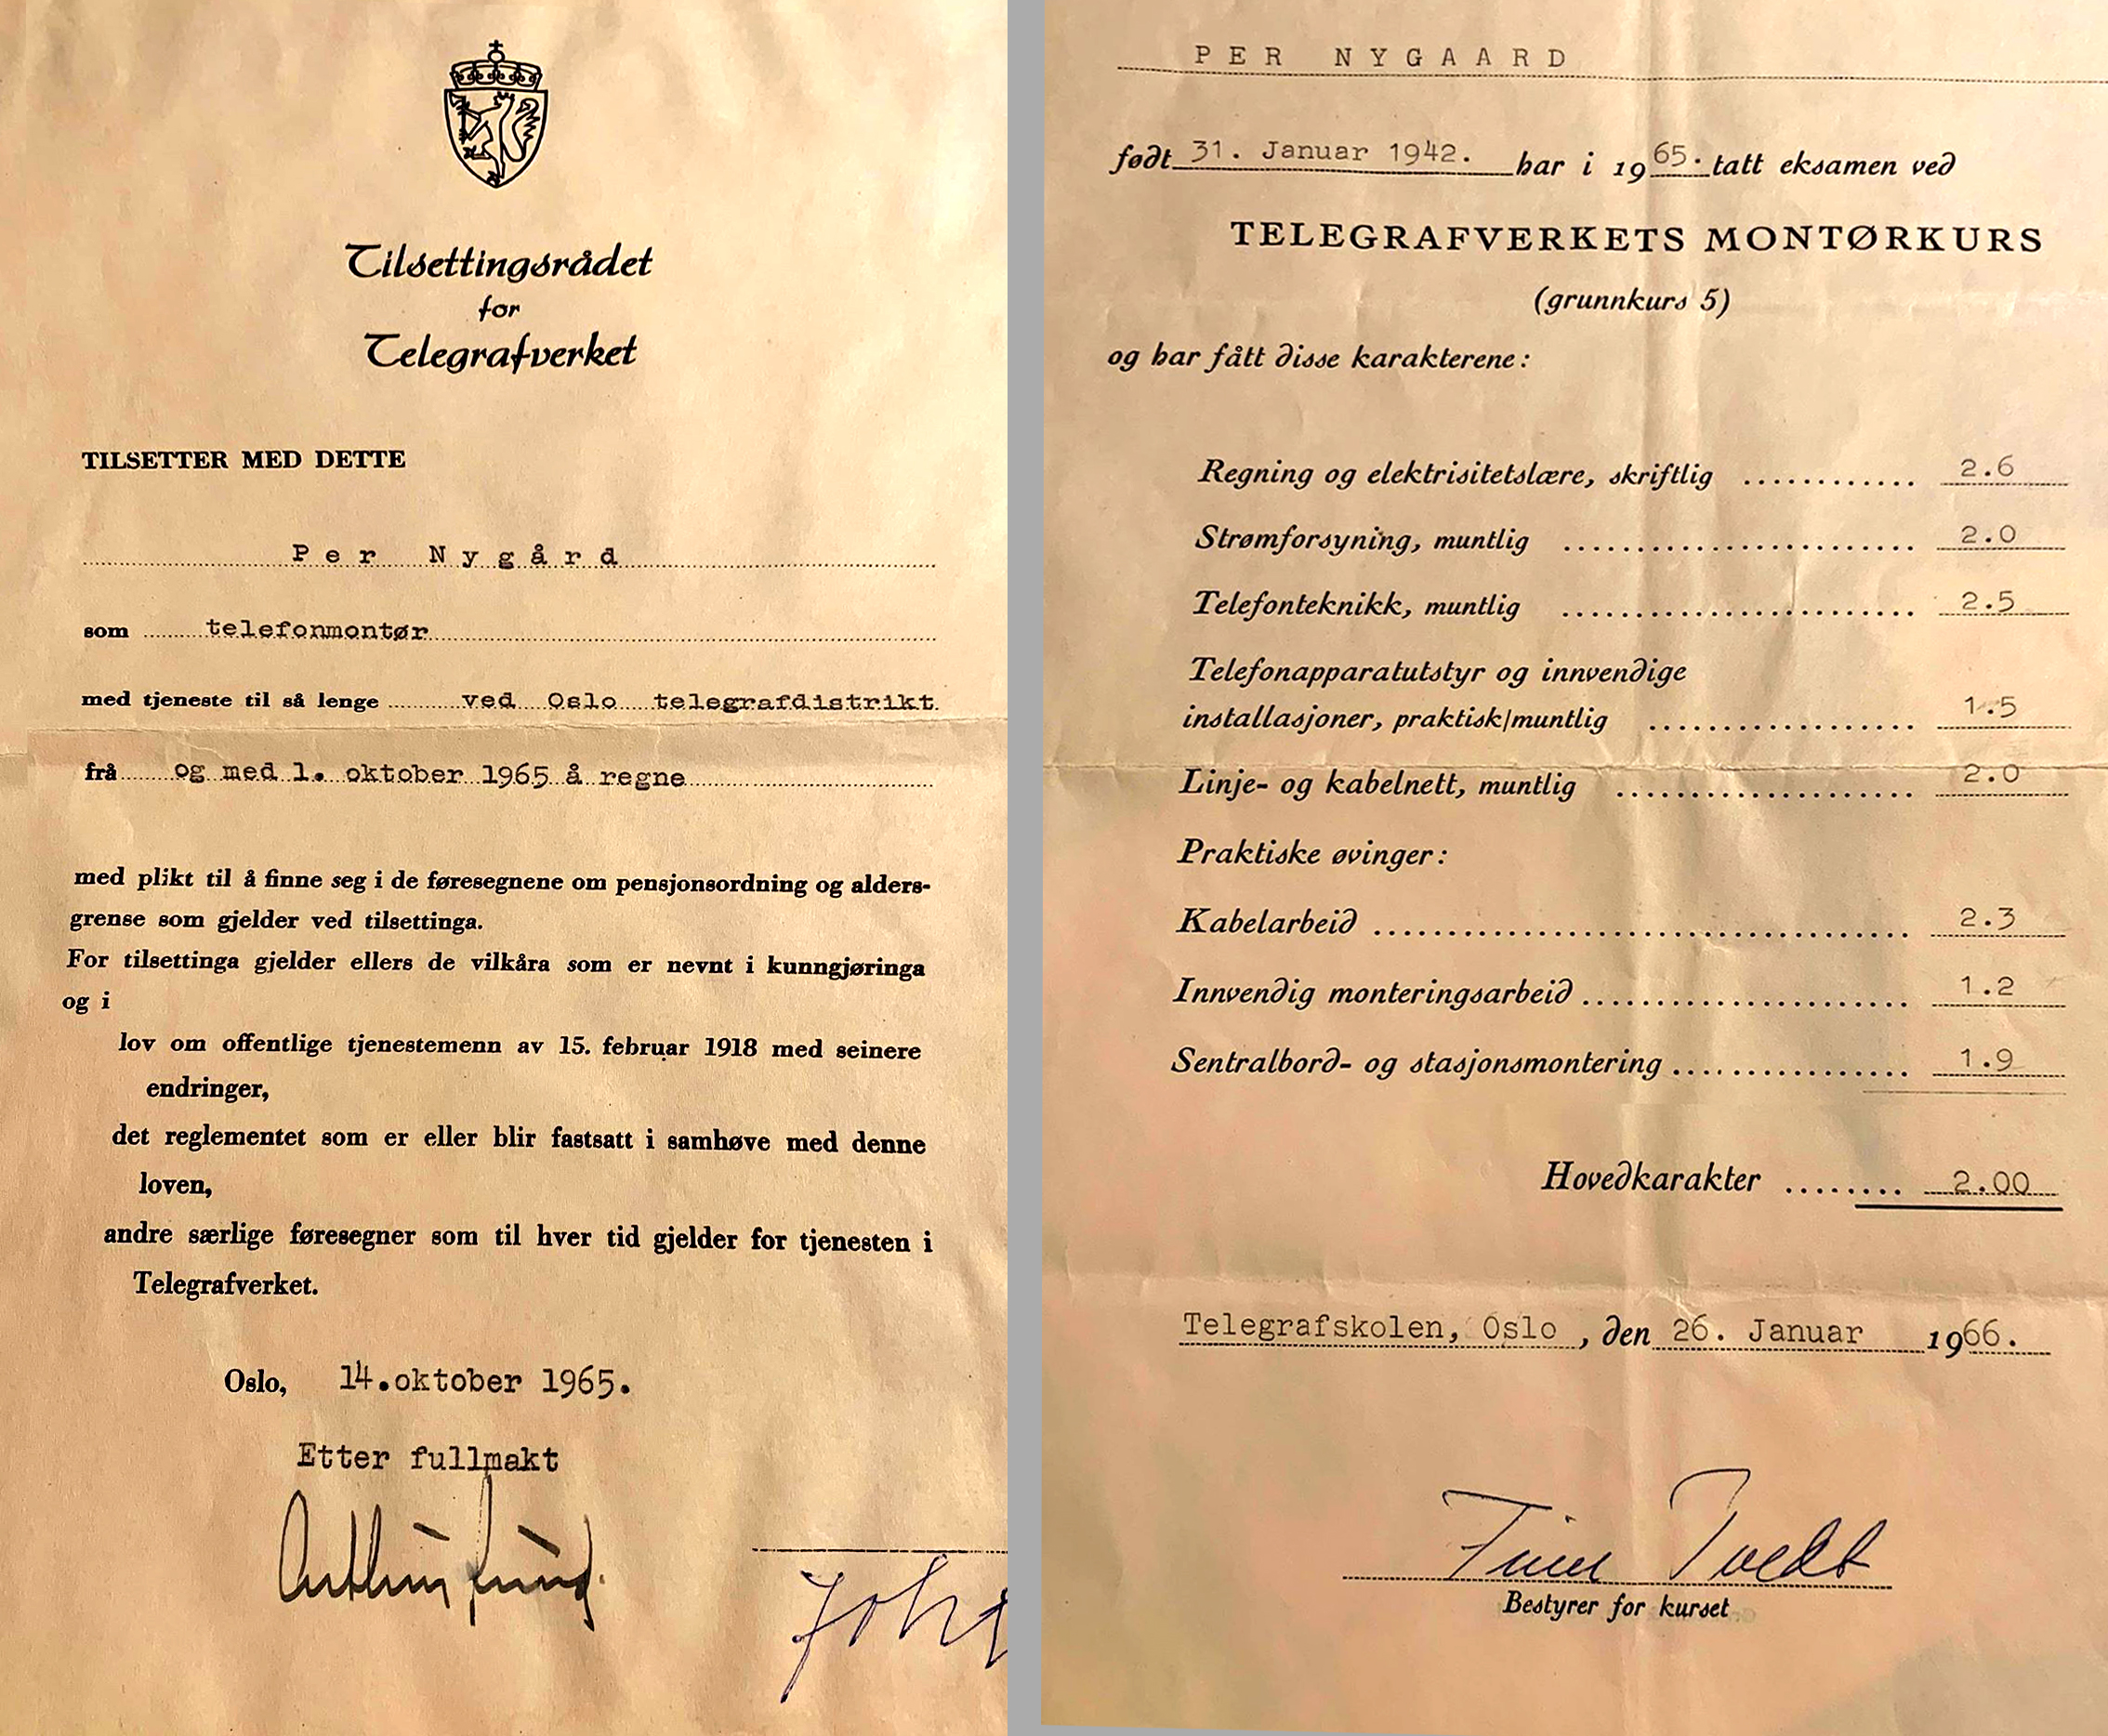 Tilsettingsrådet
for
Telegrafverket
TILSETTER MED DETTE
Per Nygård
som telefonmontør
med tjeneste til så lenge ved Oslo telegrafdistrikt.
frå og med 1. oktober 1965 å regne
med plikt til å finne seg i de føresegnene om pensjonsordning og alders-
grense som gjelder ved tilsettinga.
For tilsettinga gjelder ellers de vilkåra som er nevnt i kunngjøringa
og i
lov om offentlige tjenestemenn av 15. februar 1918 med seinere
endringer,
det reglementet som er eller blir fastsatt i samhøve med denne
loven,
andre særlige føresegner som til hver tid gjelder for tjenesten i
Telegrafverket.
Oslo, 14.oktober 1965.
Etter fullmakt
Arthur Lund.
PER NYGAARD
født 31. Januar 1942. har i 1965. tatt eksamen ved
TELEGRAFVERKETS MONTØRKURS
(grunnkurs 5)
og har fått disse karakterene:
Regning og elektrisitetslære, skriftlig ............ 2.6
Strømforsyning, muntlig ........................ 2.0
Telefonteknikk, muntlig ........................ 2.5
Telefonapparatutstyr og innvendige
installasjoner, praktisk/muntlig .................. 1.5
Linje- og kabelnett, muntlig .................... 2.0
Praktiske øvinger:
Kabelarbeid .................................... 2.3
Innvendig monteringsarbeid ...................... 1.2
Sentralbord- og stasjonsmontering ................ 1.9
Hovedkarakter ........ 2.00
Telegrafskolen, Oslo, den 26. Januar 1966.
Finn Tvedt
Bestyrer for kurset